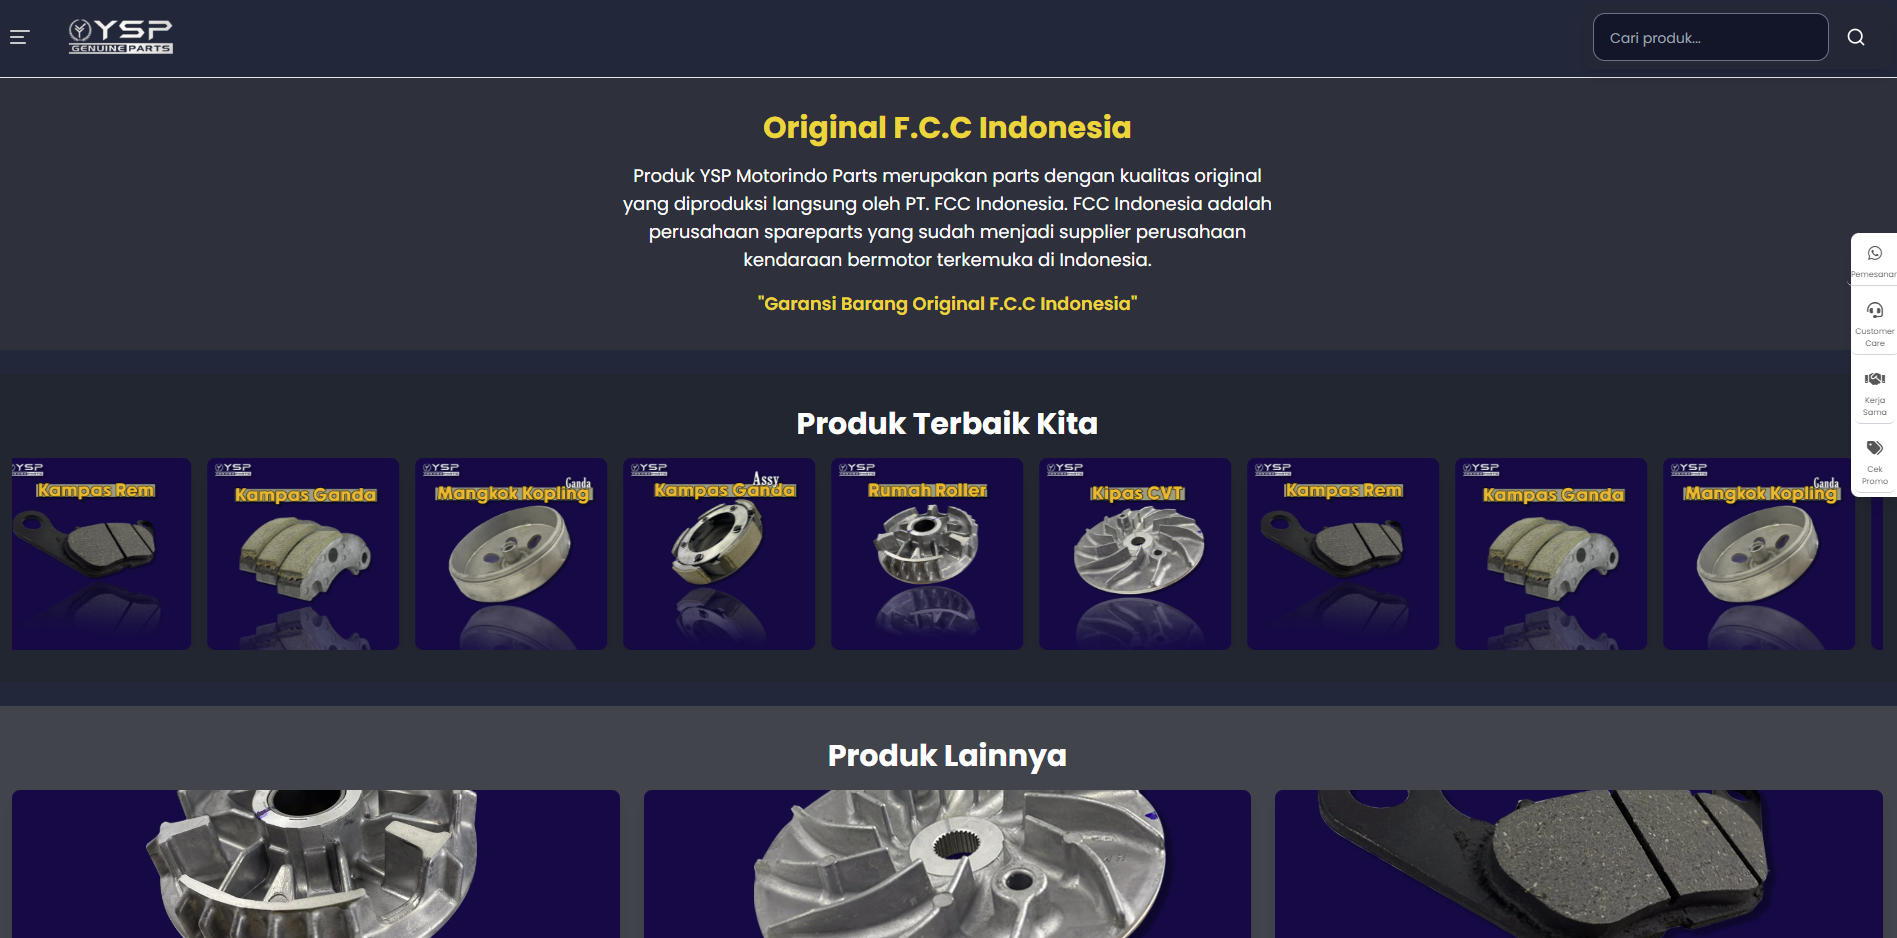 YSP
GENUINE PARTS
Cari produk...
Original F.C.C Indonesia
Produk YSP Motorindo Parts merupakan parts dengan kualitas original
yang diproduksi langsung oleh PT. FCC Indonesia. FCC Indonesia adalah
perusahaan spareparts yang sudah menjadi supplier perusahaan
kendaraan bermotor terkemuka di Indonesia.
"Garansi Barang Original F.C.C Indonesia"
Pemesanan
Customer
Care
Kerja
Sama
Cek
Promo
Produk Terbaik Kita
YSP
Kampas Rem
YSP
Kampas Ganda
YSP
Ganda
Mangkok Kopling
YSP
Assy
Kampas Ganda
YSP
Rumah Roller
YSP
Kipas CVT
YSP
Kampas Rem
YSP
Kampas Ganda
YSP
Ganda
Mangkok Kopling
Produk Lainnya